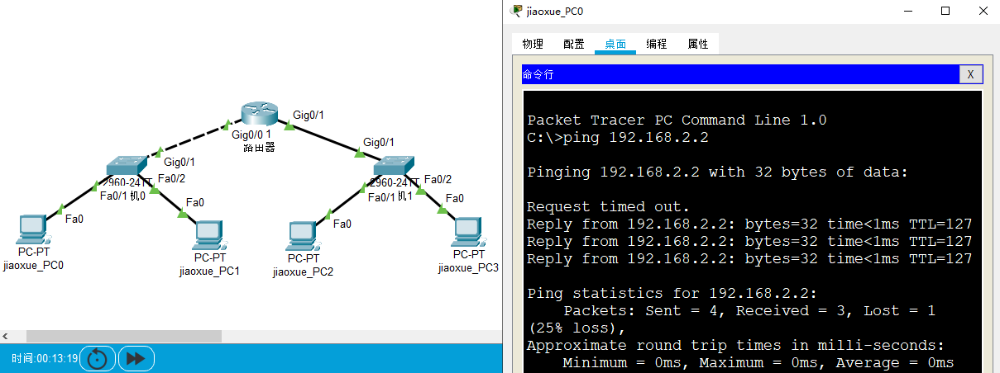 jiaoxue_PC0
物理 配置 桌面 编程 属性
命令行
X
Packet Tracer PC Command Line 1.0
C:\>ping 192.168.2.2
Pinging 192.168.2.2 with 32 bytes of data:
Request timed out.
Reply from 192.168.2.2: bytes=32 time<1ms TTL=127
Reply from 192.168.2.2: bytes=32 time<1ms TTL=127
Reply from 192.168.2.2: bytes=32 time<1ms TTL=127
Ping statistics for 192.168.2.2:
Packets: Sent = 4, Received = 3, Lost = 1
(25% loss),
Approximate round trip times in milli-seconds:
Minimum = 0ms, Maximum = 0ms, Average = 0ms
Gig0/1
Gig0/0 1
路由器
Gig0/1
Gig0/1
2960-24TT
Fa0/2
Fa0/1 机0
Fa0
Fa0
PC-PT
jiaoxue_PC0
PC-PT
jiaoxue_PC1
2960-24TT
Fa0/2
Fa0/1 机1
Fa0
Fa0
PC-PT
jiaoxue_PC2
PC-PT
jiaoxue_PC3
时间:00:13:19